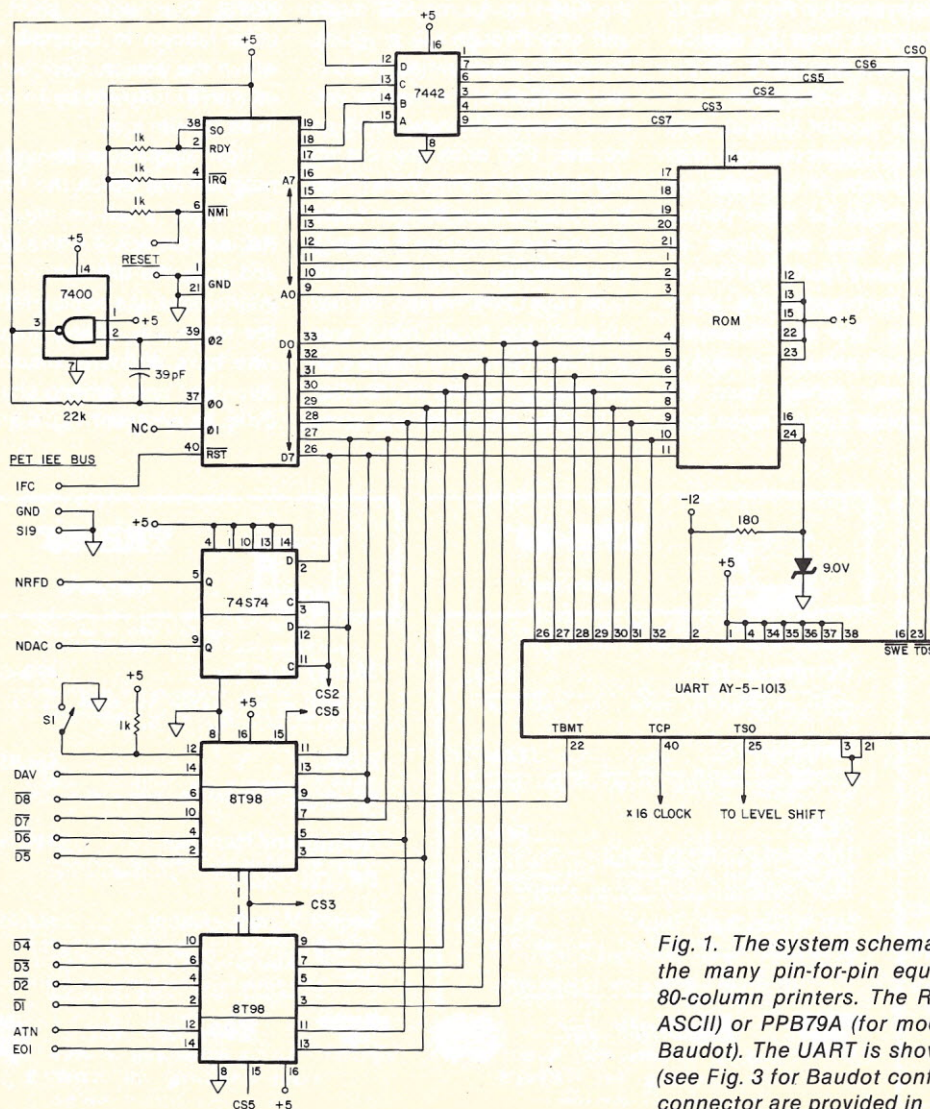 +5
+5
16
12 D
13 C
14 B
15 A
7442
8
1 CS0
7 CS6
6 CS5
3 CS2
4 CS3
9
CS7
38 SO
2 RDY
4 IRQ
6 NMI
1k
1k
1k
RESET
1 GND
21
+5
14
7400
1 +5
2
3
7
39 Ø2
39pF
22k
37 Ø0
NC Ø1
40 RST
19
18
17
A7 16
15
14
13
12
11
10
A0 9
D0 33
32
31
30
29
28
27
D7 26
14
17
18
19
20
21
1
2
3
4
5
6
7
8
9
10
11
ROM
12
13
15 +5
22
23
16
24
PET IEE BUS
IFC
GND
S19
+5
4 1 10 13 14
NRFD 5 Q
74S74
D 2
C 3
D 12
C 11
NDAC 9 Q
CS2
-12
180
9.0V
+5
S1
+5
1k
8 16 15
+5
CS5
12 11
DAV 14 13
8T98
D8 6 9
D7 10 7
D6 4 5
D5 2 3
CS3
26 27 28 29 30 31 32 2 1 4 34 35 36 37 38 16 23
SWE TDS
UART AY-5-1013
TBMT TCP TSO
22 40 25 3 21
x 16 CLOCK TO LEVEL SHIFT
D4 10 9
D3 6 7
D2 4 5
D1 2 3
8T98
ATN 12 11
EOI 14 13
8 15 16
CS5 +5
Fig. 1. The system schema
the many pin-for-pin equ
80-column printers. The R
ASCII) or PPB79A (for mod
Baudot). The UART is show
(see Fig. 3 for Baudot conf
connector are provided in